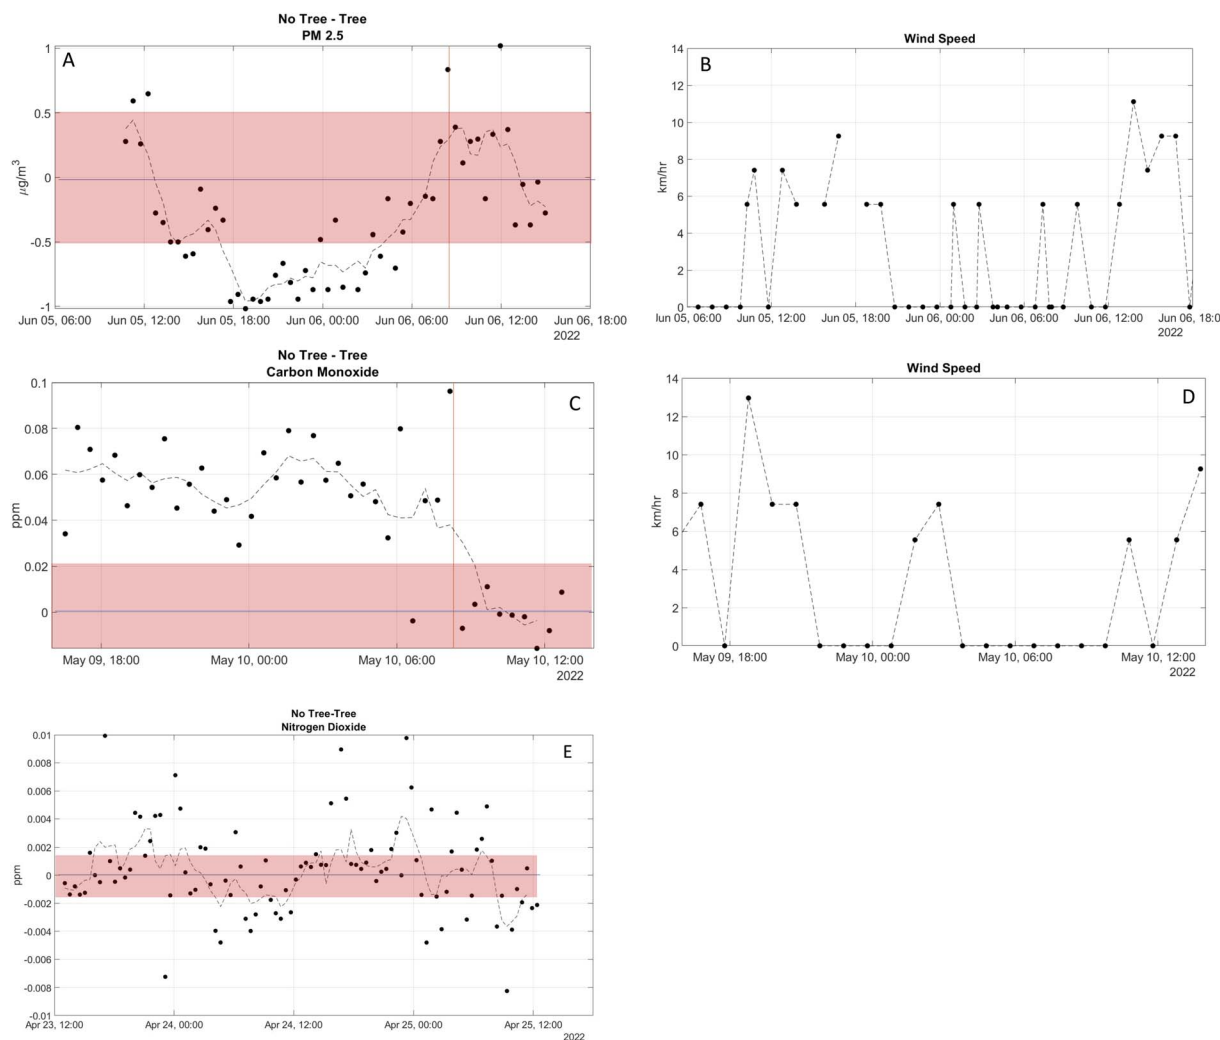 No Tree - Tree
PM 2.5
A
1
0.5
0
-0.5
-1
μg/m3
Jun 05, 06:00
Jun 05, 12:00
Jun 05, 18:00
Jun 06, 00:00
Jun 06, 06:00
Jun 06, 12:00
Jun 06, 18:00
2022
Wind Speed
B
14
12
10
8
6
4
2
0
km/hr
Jun 05, 06:00
Jun 05, 12:00
Jun 05, 18:00
Jun 06, 00:00
Jun 06, 06:00
Jun 06, 12:00
Jun 06, 18:0
2022
No Tree - Tree
Carbon Monoxide
C
0.1
0.08
0.06
0.04
0.02
0
ppm
May 09, 18:00
May 10, 00:00
May 10, 06:00
May 10, 12:00
2022
Wind Speed
D
14
12
10
8
6
4
2
0
km/hr
May 09, 18:00
May 10, 00:00
May 10, 06:00
May 10, 12:00
2022
No Tree-Tree
Nitrogen Dioxide
E
0.01
0.008
0.006
0.004
0.002
0
-0.002
-0.004
-0.006
-0.008
-0.01
ppm
Apr 23, 12:00
Apr 24, 00:00
Apr 24, 12:00
Apr 25, 00:00
Apr 25, 12:00
2022